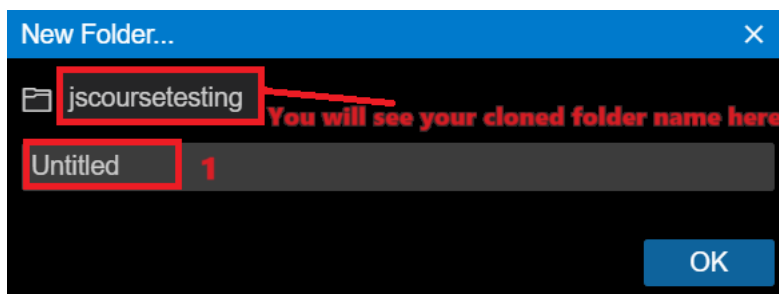 New Folder...
jscoursetesting
You will see your cloned folder name here
Untitled 1
OK